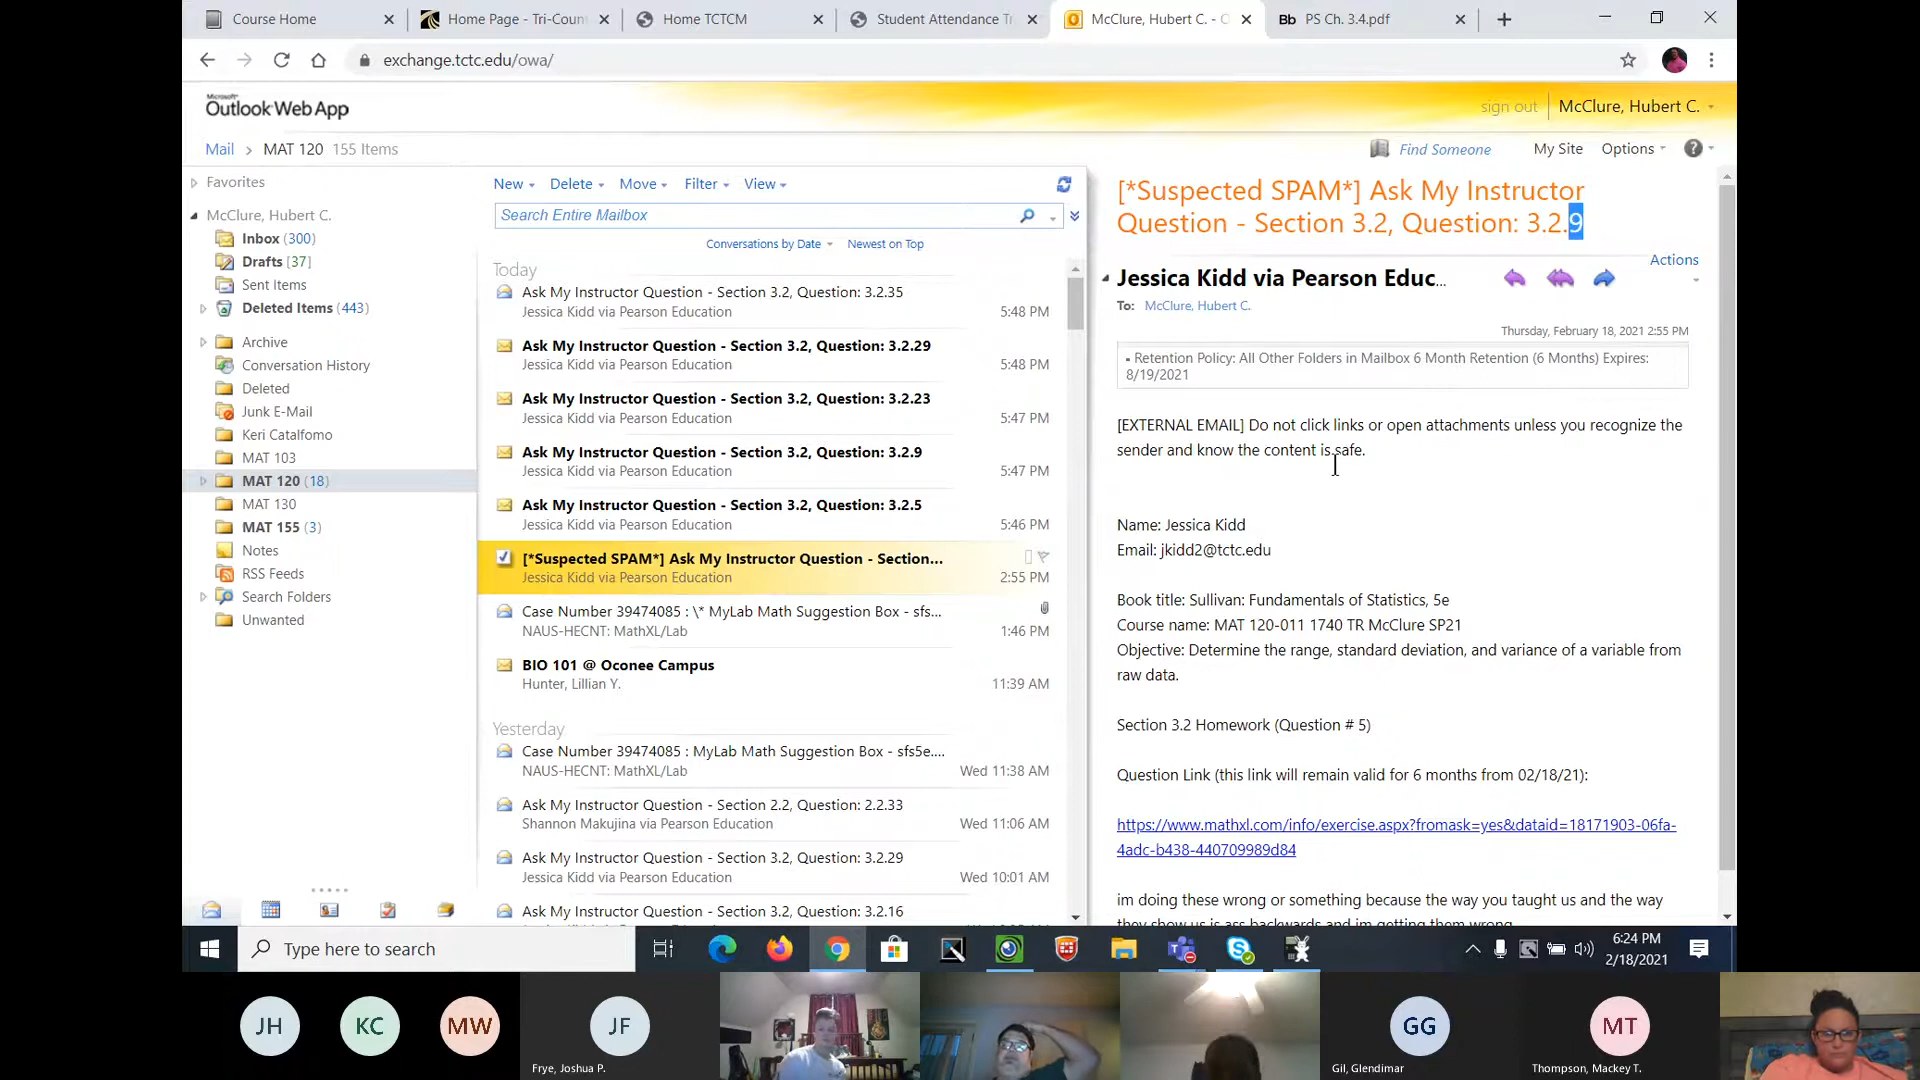 Course Home
Home Page - Tri-Coun
Home TCTCM
Student Attendance Tr
McClure, Hubert C. - O
Bb PS Ch. 3.4.pdf
exchange.tctc.edu/owa/
Microsoft
Outlook Web App
sign out
McClure, Hubert C.
Mail > MAT 120 155 Items
Find Someone
My Site
Options
Favorites
McClure, Hubert C.
Inbox (300)
Drafts [37]
Sent Items
Deleted Items (443)
Archive
Conversation History
Deleted
Junk E-Mail
Keri Catalfomo
MAT 103
MAT 120 (18)
MAT 130
MAT 155 (3)
Notes
RSS Feeds
Search Folders
Unwanted
New Delete Move Filter View
Search Entire Mailbox
Conversations by Date Newest on Top
Today
Ask My Instructor Question - Section 3.2, Question: 3.2.35
Jessica Kidd via Pearson Education 5:48 PM
Ask My Instructor Question - Section 3.2, Question: 3.2.29
Jessica Kidd via Pearson Education 5:48 PM
Ask My Instructor Question - Section 3.2, Question: 3.2.23
Jessica Kidd via Pearson Education 5:47 PM
Ask My Instructor Question - Section 3.2, Question: 3.2.9
Jessica Kidd via Pearson Education 5:47 PM
Ask My Instructor Question - Section 3.2, Question: 3.2.5
Jessica Kidd via Pearson Education 5:46 PM
[*Suspected SPAM*] Ask My Instructor Question - Section...
Jessica Kidd via Pearson Education 2:55 PM
Case Number 39474085 : \* MyLab Math Suggestion Box - sfs...
NAUS-HECNT: MathXL/Lab 1:46 PM
BIO 101 @ Oconee Campus
Hunter, Lillian Y. 11:39 AM
Yesterday
Case Number 39474085 : MyLab Math Suggestion Box - sfs5e....
NAUS-HECNT: MathXL/Lab Wed 11:38 AM
Ask My Instructor Question - Section 2.2, Question: 2.2.33
Shannon Makujina via Pearson Education Wed 11:06 AM
Ask My Instructor Question - Section 3.2, Question: 3.2.29
Jessica Kidd via Pearson Education Wed 10:01 AM
Ask My Instructor Question - Section 3.2, Question: 3.2.16
[*Suspected SPAM*] Ask My Instructor
Question - Section 3.2, Question: 3.2.9
Actions
Jessica Kidd via Pearson Educ...
To: McClure, Hubert C.
Thursday, February 18, 2021 2:55 PM
Retention Policy: All Other Folders in Mailbox 6 Month Retention (6 Months) Expires:
8/19/2021
[EXTERNAL EMAIL] Do not click links or open attachments unless you recognize the
sender and know the content is safe.
Name: Jessica Kidd
Email: jkidd2@tctc.edu
Book title: Sullivan: Fundamentals of Statistics, 5e
Course name: MAT 120-011 1740 TR McClure SP21
Objective: Determine the range, standard deviation, and variance of a variable from
raw data.
Section 3.2 Homework (Question # 5)
Question Link (this link will remain valid for 6 months from 02/18/21):
https://www.mathxl.com/info/exercise.aspx?fromask=yes&dataid=18171903-06fa-
4adc-b438-440709989d84
im doing these wrong or something because the way you taught us and the way
they show us is ass backwards and im getting them wrong
Type here to search
6:24 PM
2/18/2021
JH
KC
MW
JF
Frye, Joshua P.
GG
Gil, Glendimar
MT
Thompson, Mackey T.